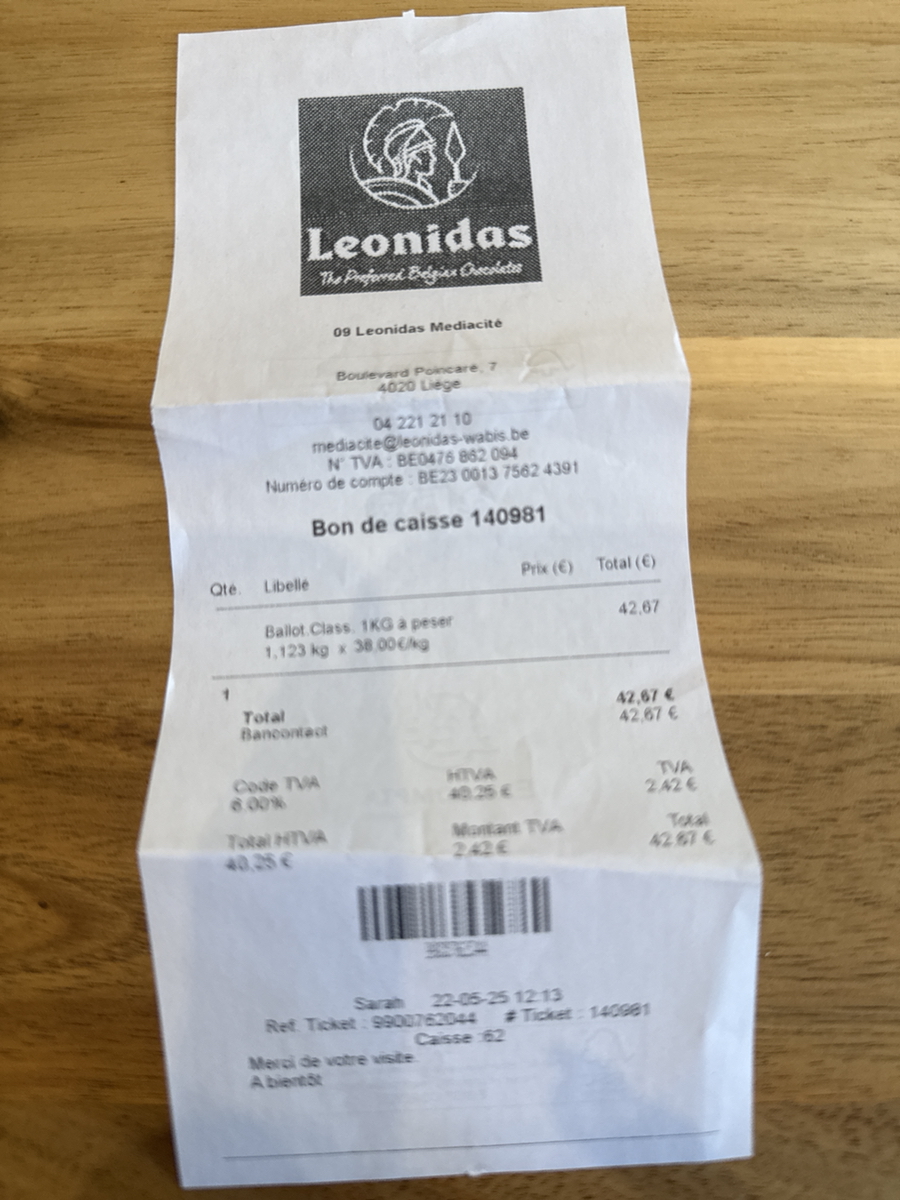 Leonidas
The Preferred Belgian Chocolates
09 Leonidas Mediacité
Boulevard Poincaré, 7
4020 Liège
04 221 21 10
mediacite@leonidas-wabis.be
N° TVA : BE0476 862 094
Numéro de compte : BE23 0013 7562 4391
Bon de caisse 140981
Qté. Libellé Prix (€) Total (€)
Ballot.Class. 1KG à peser 42,67
1,123 kg x 38,00€/kg
1
Total 42,67 €
Bancontact 42,67 €
Code TVA HTVA TVA
6.00% 40,25 € 2,42 €
Total HTVA Montant TVA Total
40,25 € 2,42 € 42,67 €
Sarah 22-05-25 12:13
Ref. Ticket : 9900762044 # Ticket : 140981
Caisse :62
Merci de votre visite
A bientôt